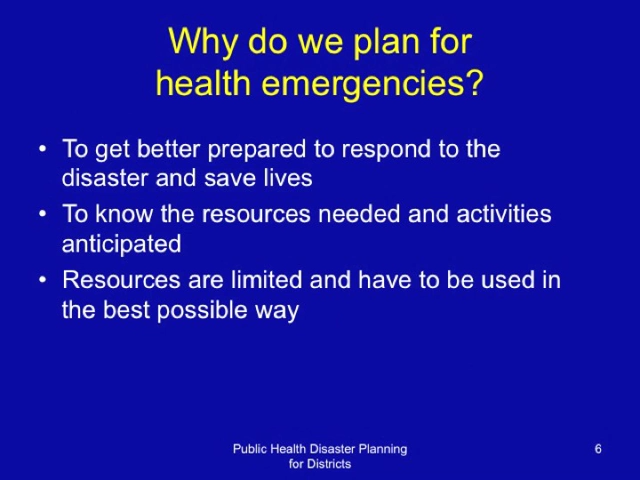 Why do we plan for
health emergencies?
• To get better prepared to respond to the
disaster and save lives
• To know the resources needed and activities
anticipated
• Resources are limited and have to be used in
the best possible way
Public Health Disaster Planning
for Districts
6